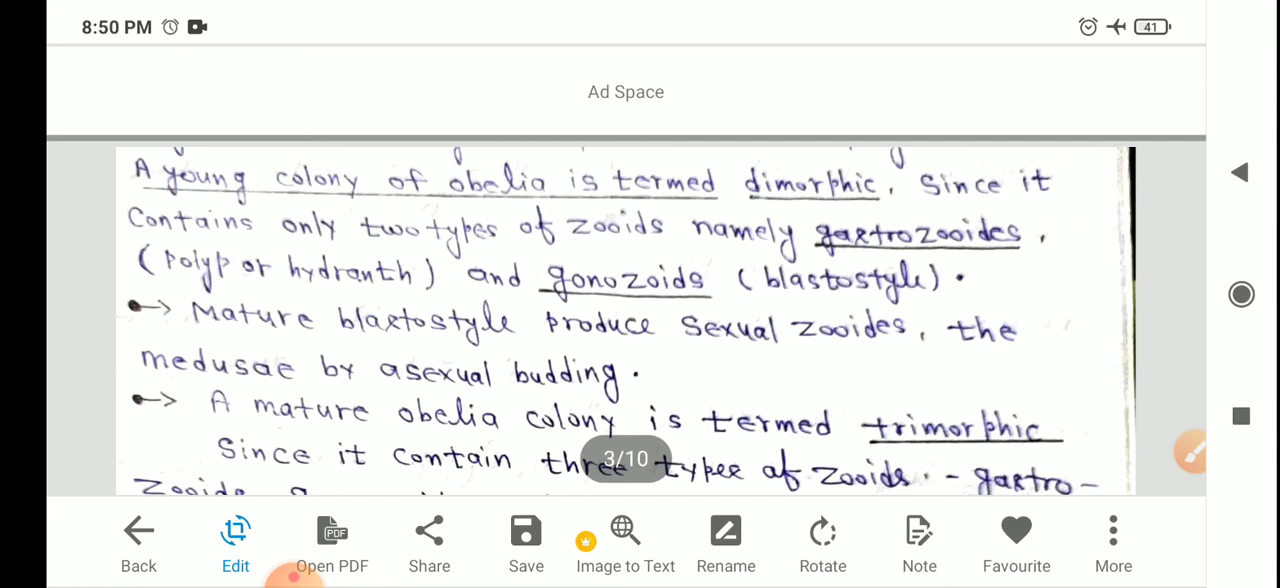 8:50 PM
41
Ad Space
A young colony of obelia is termed dimorphic. Since it
Contains only two types of zooids namely gastrozooides.
(Polyp or hydranth) and gonozoids (blastostyle).
Mature blastostyle produce Sexual zooides, the
medusae by asexual budding.
A mature obelia colony is termed trimorphic
Since it contain three types of zooids. - gastro-
3/10
Back
Edit
Open PDF
Share
Save
Image to Text
Rename
Rotate
Note
Favourite
More